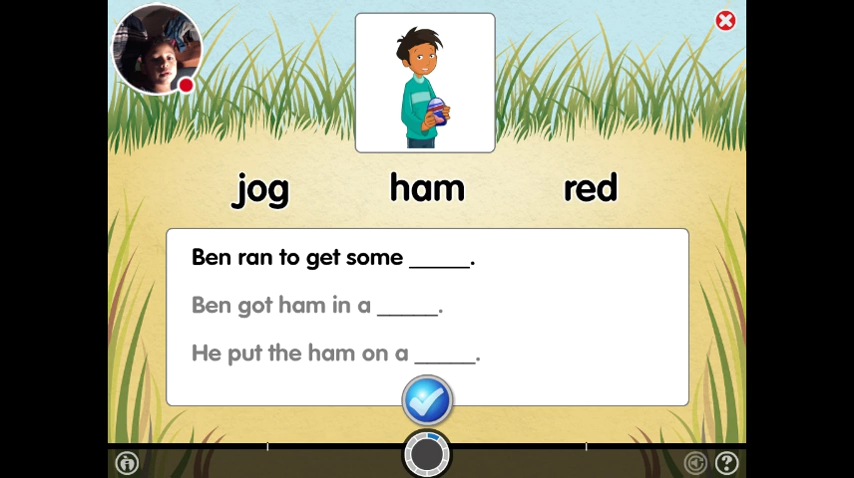 jog ham red
Ben ran to get some _____.
Ben got ham in a _____.
He put the ham on a _____.
?